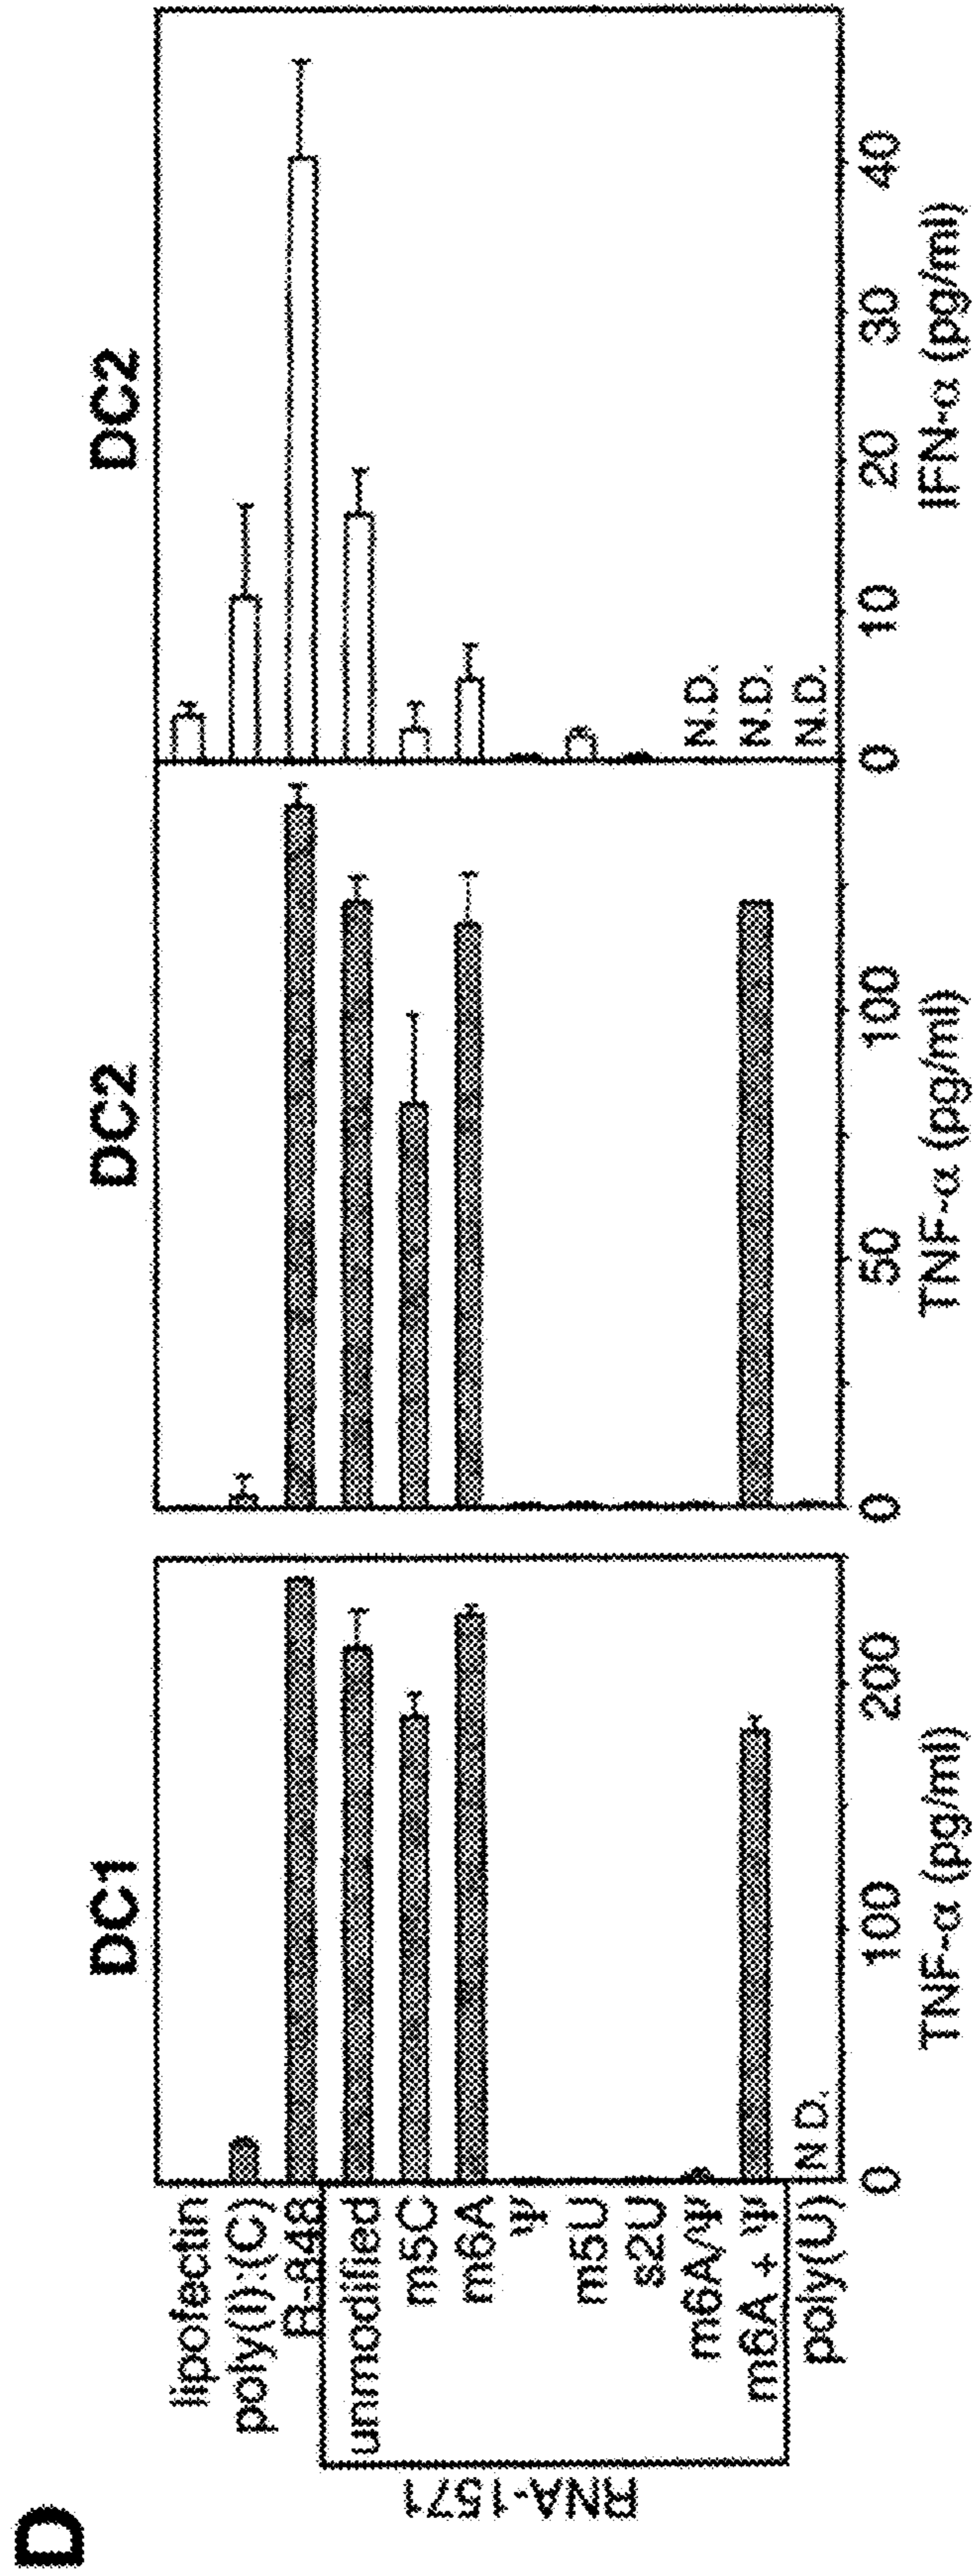 D
DC1
DC2
DC2
lipofectin
poly(I):(C)
R-848
unmodified
m5C
m6A
Ψ
m5U
s2U
m6A/Ψ
m6A + Ψ
poly(U)
RNA-1571
N.D.
N.D.
N.D.
N D.
0 100 200
0 50 100
0 10 20 30 40
TNF-α (pg/ml)
TNF-α (pg/ml)
IFN-α (pg/ml)